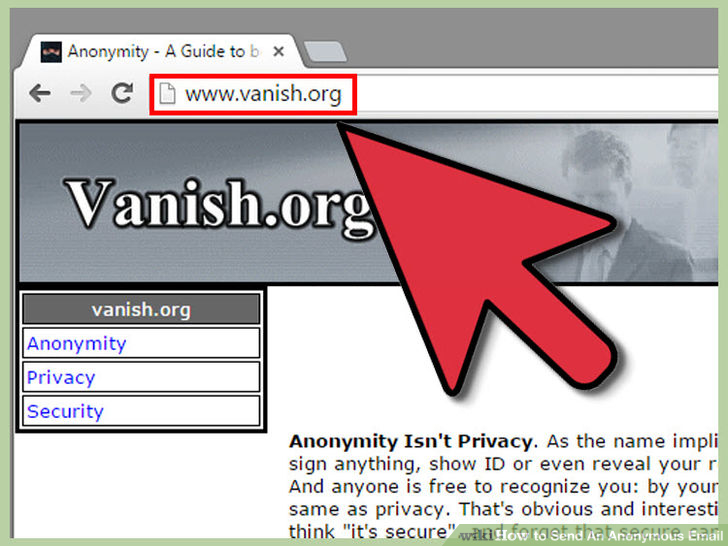 Anonymity - A Guide to b
www.vanish.org
Vanish.org
vanish.org
Anonymity
Privacy
Security
Anonymity Isn't Privacy. As the name impli
sign anything, show ID or even reveal your r
And anyone is free to recognize you: by your
same as privacy. That's obvious and interesti
think "it's secure" and forget that secure can
wikiHow to Send An Anonymous Email